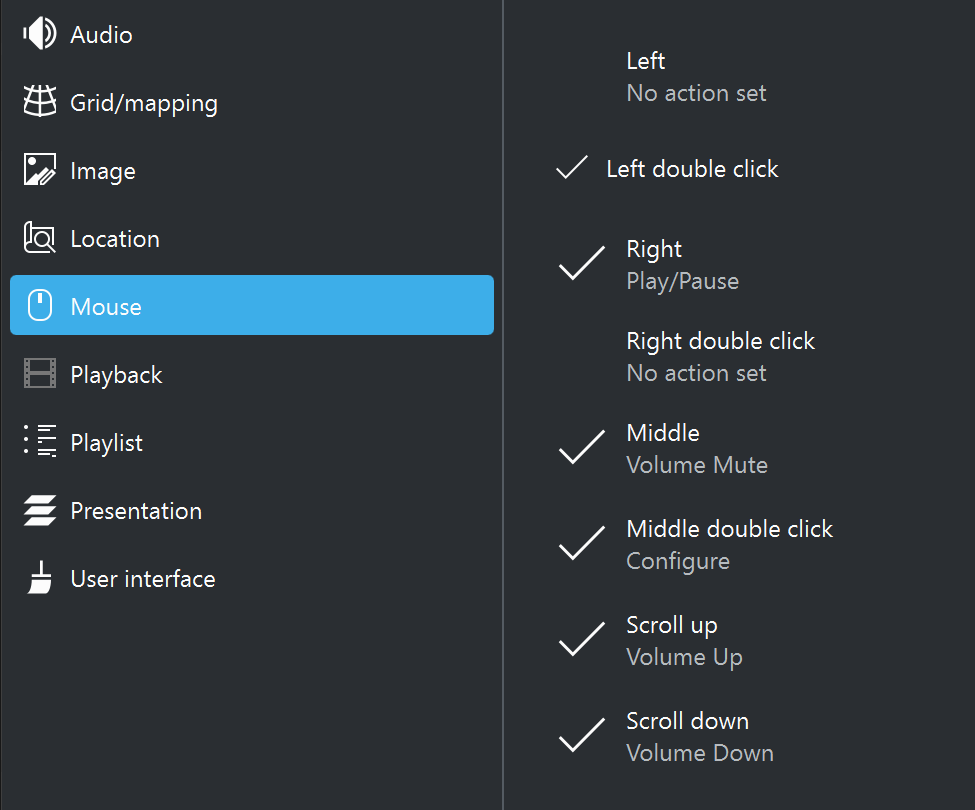 Audio
Grid/mapping
Image
Location
Mouse
Playback
Playlist
Presentation
User interface
Left
No action set
Left double click
Right
Play/Pause
Right double click
No action set
Middle
Volume Mute
Middle double click
Configure
Scroll up
Volume Up
Scroll down
Volume Down